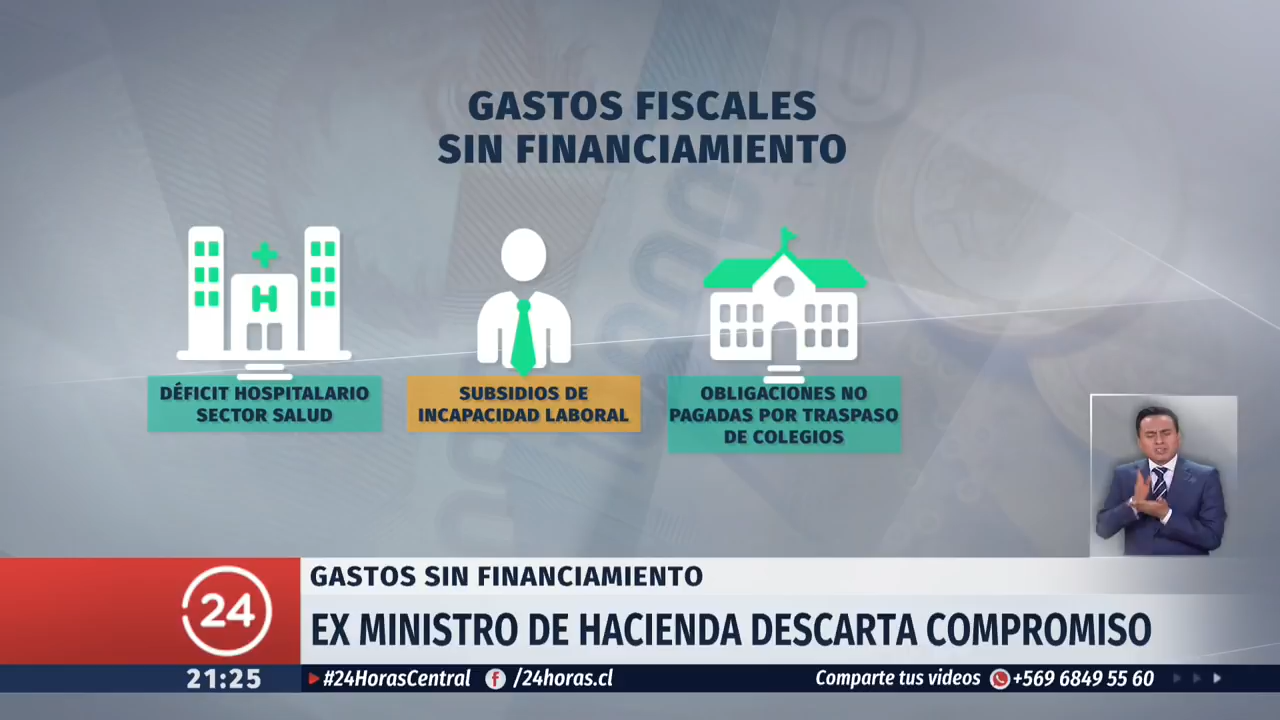 GASTOS FISCALES
SIN FINANCIAMIENTO
H
DÉFICIT HOSPITALARIO
SECTOR SALUD
SUBSIDIOS DE
INCAPACIDAD LABORAL
OBLIGACIONES NO
PAGADAS POR TRASPASO
DE COLEGIOS
GASTOS SIN FINANCIAMIENTO
24
EX MINISTRO DE HACIENDA DESCARTA COMPROMISO
21:25
#24HorasCentral
f /24horas.cl
Comparte tus videos
+569 6849 55 60